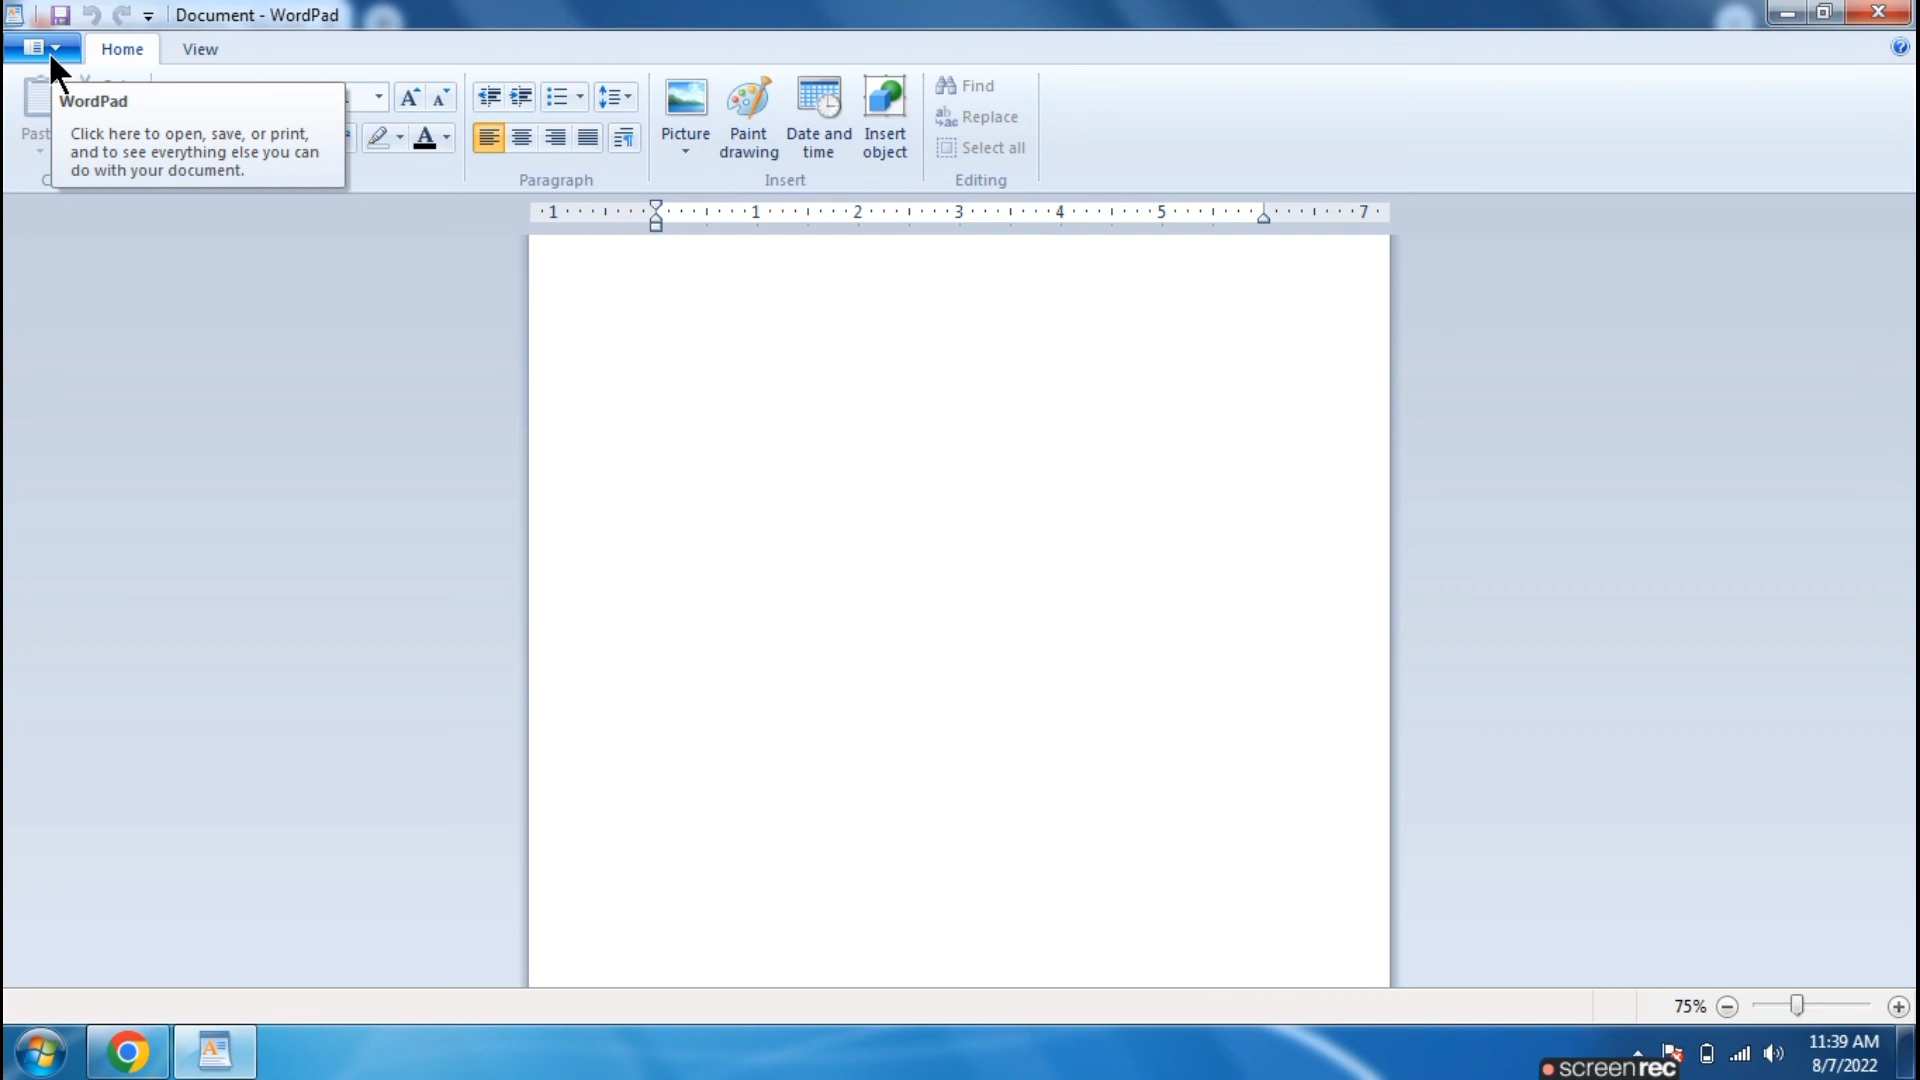 Document - WordPad
Home View
WordPad
Click here to open, save, or print,
and to see everything else you can
do with your document.
Picture
Paint
drawing
Date and
time
Insert
object
Find
Replace
Select all
Paragraph
Insert
Editing
1 1 2 3 4 5 7
75%
11:39 AM
8/7/2022
screenrec